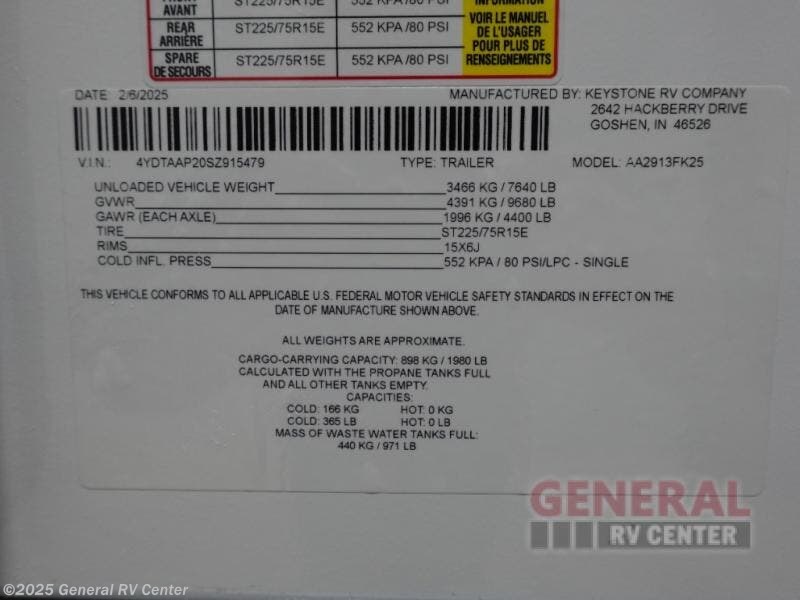 FRONT ST225/75R15E 552 KPA /80 PSI INFORMATION
AVANT
REAR ST225/75R15E 552 KPA /80 PSI
ARRIÈRE
SPARE ST225/75R15E 552 KPA /80 PSI
DE SECOURS
VOIR LE MANUEL
DE L'USAGER
POUR PLUS DE
RENSEIGNEMENTS
DATE: 2/6/2025 MANUFACTURED BY: KEYSTONE RV COMPANY
2642 HACKBERRY DRIVE
GOSHEN, IN 46526
V.I.N.: 4YDTAAP20SZ915479 TYPE: TRAILER MODEL: AA2913FK25
UNLOADED VEHICLE WEIGHT 3466 KG / 7640 LB
GVWR 4391 KG / 9680 LB
GAWR (EACH AXLE) 1996 KG / 4400 LB
TIRE ST225/75R15E
RIMS 15X6J
COLD INFL. PRESS 552 KPA / 80 PSI/LPC - SINGLE
THIS VEHICLE CONFORMS TO ALL APPLICABLE U.S. FEDERAL MOTOR VEHICLE SAFETY STANDARDS IN EFFECT ON THE
DATE OF MANUFACTURE SHOWN ABOVE.
ALL WEIGHTS ARE APPROXIMATE.
CARGO-CARRYING CAPACITY: 898 KG / 1980 LB
CALCULATED WITH THE PROPANE TANKS FULL
AND ALL OTHER TANKS EMPTY.
CAPACITIES:
COLD: 166 KG HOT: 0 KG
COLD: 365 LB HOT: 0 LB
MASS OF WASTE WATER TANKS FULL:
440 KG / 971 LB
GENERAL
RV CENTER
©2025 General RV Center